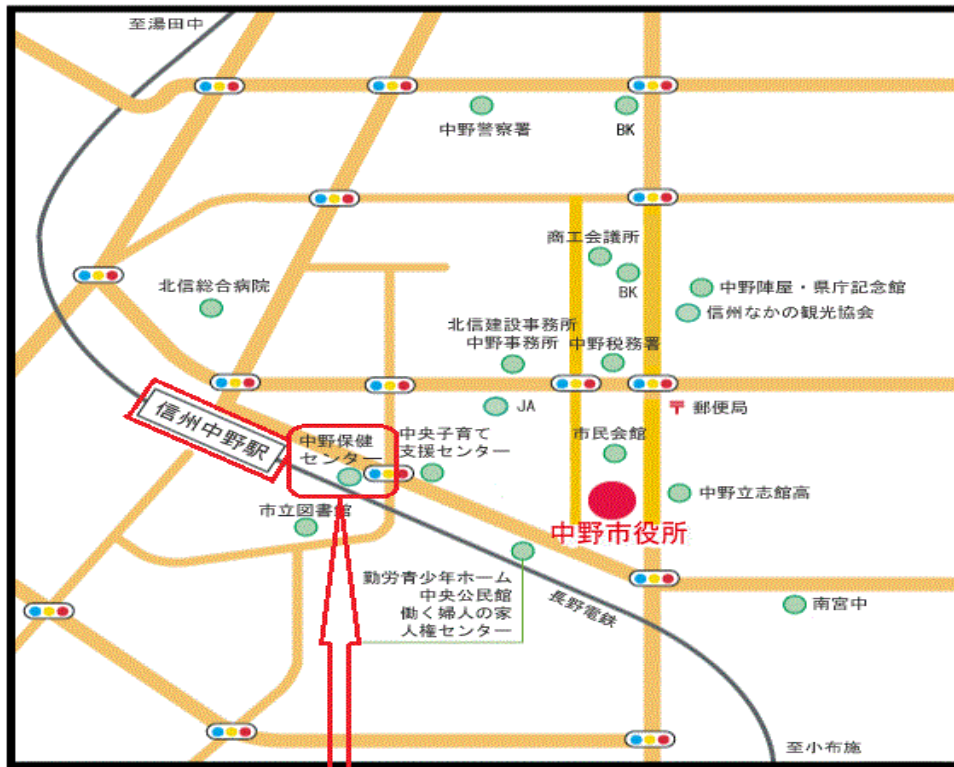 至湯田中
中野警察署
BK
商工会議所
BK
中野陣屋・県庁記念館
信州なかの観光協会
北信総合病院
北信建設事務所
中野事務所
中野税務署
JA
〒 郵便局
信州中野駅
中野保健
センター
中央子育て
支援センター
市民会館
中野立志館高
市立図書館
中野市役所
勤労青少年ホーム
中央公民館
働く婦人の家
人権センター
長野電鉄
南宮中
至小布施